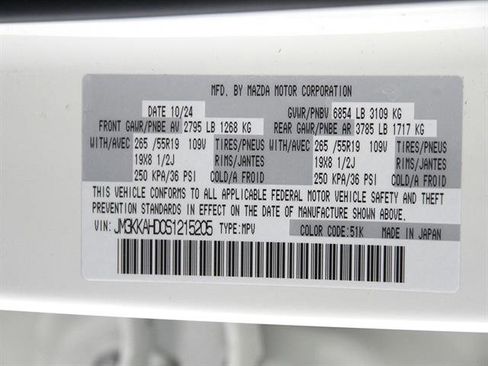 MFD. BY MAZDA MOTOR CORPORATION
DATE 10/24 GVWR/PNBV 6854 LB 3109 KG
FRONT GAWR/PNBE AV 2795 LB 1268 KG REAR GAWR/PNBE AR 3785 LB 1717 KG
WITH/AVEC 265 /55R19 109W TIRES/PNEUS WITH/AVEC 265 /55R19 109W TIRES/PNEUS
19X8 1/2J RIMS/JANTES 19X8 1/2J RIMS/JANTES
250 KPA/36 PSI COLD/A FROID 250 KPA/36 PSI COLD/A FROID
THIS VEHICLE CONFORMS TO ALL APPLICABLE FEDERAL MOTOR VEHICLE SAFETY AND THEFT
PREVENTION STANDARDS IN EFFECT ON THE DATE OF MANUFACTURE SHOWN ABOVE.
VIN: JM3KKAHD0S1215205 TYPE:MPV COLOR CODE:51K MADE IN JAPAN